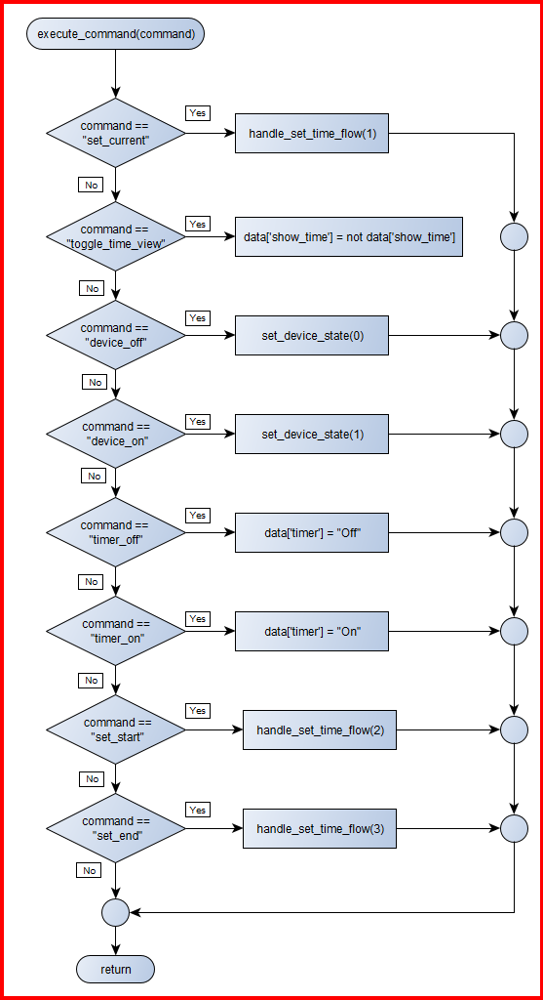 execute_command(command)
command ==
"set_current"
Yes
handle_set_time_flow(1)
No
command ==
"toggle_time_view"
Yes
data['show_time'] = not data['show_time']
No
command ==
"device_off"
Yes
set_device_state(0)
No
command ==
"device_on"
Yes
set_device_state(1)
No
command ==
"timer_off"
Yes
data['timer'] = "Off"
No
command ==
"timer_on"
Yes
data['timer'] = "On"
No
command ==
"set_start"
Yes
handle_set_time_flow(2)
No
command ==
"set_end"
Yes
handle_set_time_flow(3)
No
return